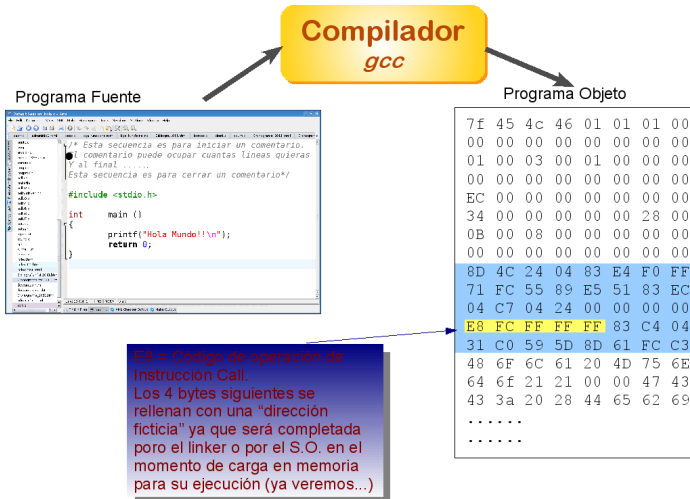 Compilador
gcc
Programa Fuente
Programa Objeto
/* Esta secuencia es para iniciar un comentario.
El comentario puede ocupar cuantas lineas quieras
Y al final ......
Esta secuencia es para cerrar un comentario*/
#include <stdio.h>
int main ()
{
printf("Hola Mundo!!\n");
return 0;
}
7f 45 4c 46 01 01 01 00
00 00 00 00 00 00 00 00
01 00 03 00 01 00 00 00
00 00 00 00 00 00 00 00
EC 00 00 00 00 00 00 00
34 00 00 00 00 00 28 00
0B 00 08 00 00 00 00 00
00 00 00 00 00 00 00 00
8D 4C 24 04 83 E4 F0 FF
71 FC 55 89 E5 51 83 EC
04 C7 04 24 00 00 00 00
E8 FC FF FF FF 83 C4 04
31 C0 59 5D 8D 61 FC C3
48 6F 6C 61 20 4D 75 6E
64 6f 21 21 00 00 47 43
43 3a 20 28 44 65 62 69
......
......
E8 = Código de operación de
instrucción Call.
Los 4 bytes siguientes se
rellenan con una “dirección
ficticia” ya que será completada
poro el linker o por el S.O. en el
momento de carga en memoria
para su ejecución (ya veremos...)